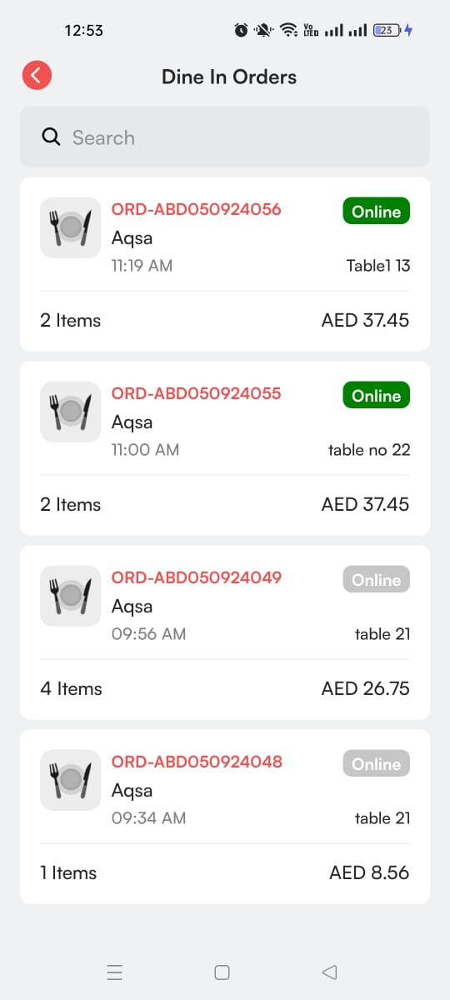 12:53
Vo LTED
23
Dine In Orders
Search
ORD-ABD050924056
Online
Aqsa
11:19 AM
Table1 13
2 Items
AED 37.45
ORD-ABD050924055
Online
Aqsa
11:00 AM
table no 22
2 Items
AED 37.45
ORD-ABD050924049
Online
Aqsa
09:56 AM
table 21
4 Items
AED 26.75
ORD-ABD050924048
Online
Aqsa
09:34 AM
table 21
1 Items
AED 8.56